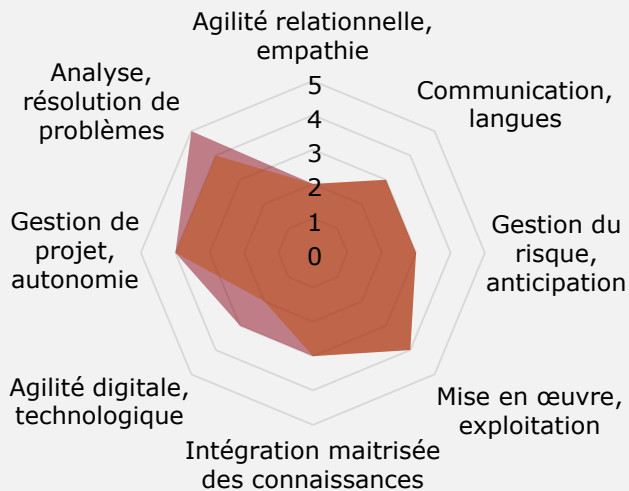 Agilité relationnelle,
empathie
Communication,
langues
Gestion du
risque,
anticipation
Mise en œuvre,
exploitation
Intégration maitrisée
des connaissances
Agilité digitale,
technologique
Gestion de
projet,
autonomie
Analyse,
résolution de
problèmes
5
4
3
2
1
0